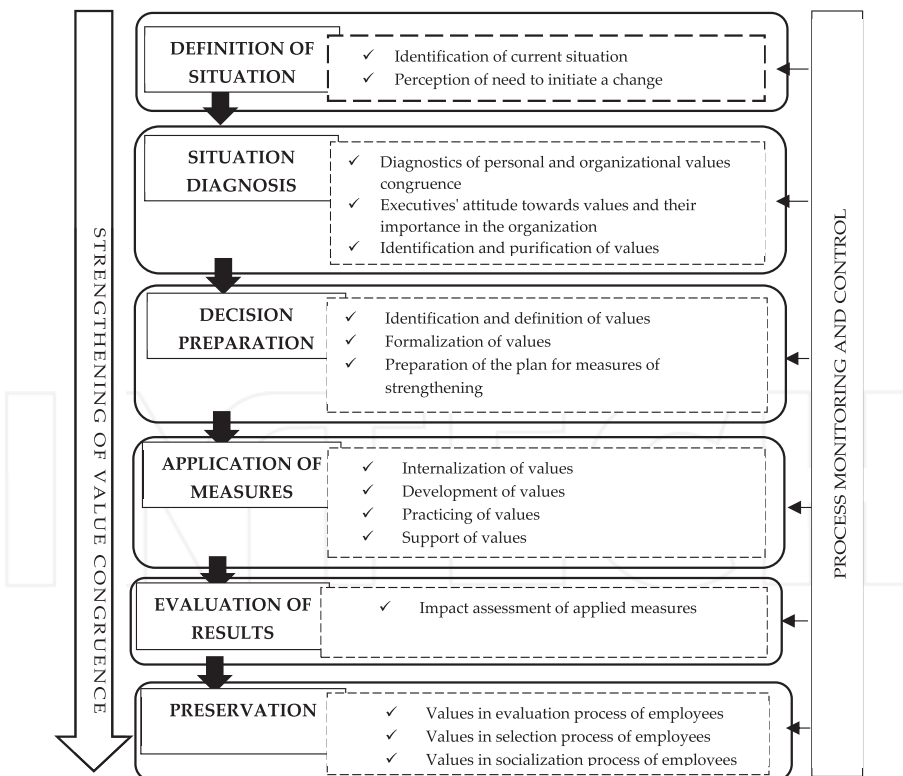 STRENGTHENING OF VALUE CONGRUENCE
DEFINITION OF
SITUATION
✓ Identification of current situation
✓ Perception of need to initiate a change
SITUATION
DIAGNOSIS
✓ Diagnostics of personal and organizational values
congruence
✓ Executives' attitude towards values and their
importance in the organization
✓ Identification and purification of values
DECISION
PREPARATION
✓ Identification and definition of values
✓ Formalization of values
✓ Preparation of the plan for measures of
strengthening
APPLICATION OF
MEASURES
✓ Internalization of values
✓ Development of values
✓ Practicing of values
✓ Support of values
EVALUATION OF
RESULTS
✓ Impact assessment of applied measures
PRESERVATION
✓ Values in evaluation process of employees
✓ Values in selection process of employees
✓ Values in socialization process of employees
PROCESS MONITORING AND CONTROL